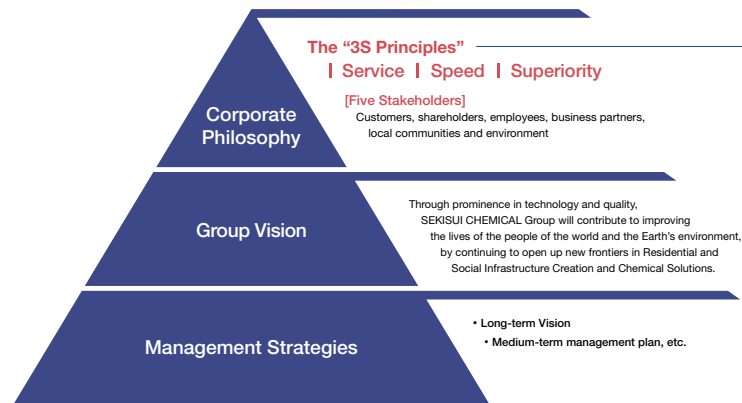 The “3S Principles”
| Service | Speed | Superiority
[Five Stakeholders]
Customers, shareholders, employees, business partners,
local communities and environment
Corporate
Philosophy
Through prominence in technology and quality,
SEKISUI CHEMICAL Group will contribute to improving
the lives of the people of the world and the Earth’s environment,
by continuing to open up new frontiers in Residential and
Social Infrastructure Creation and Chemical Solutions.
Group Vision
• Long-term Vision
• Medium-term management plan, etc.
Management Strategies